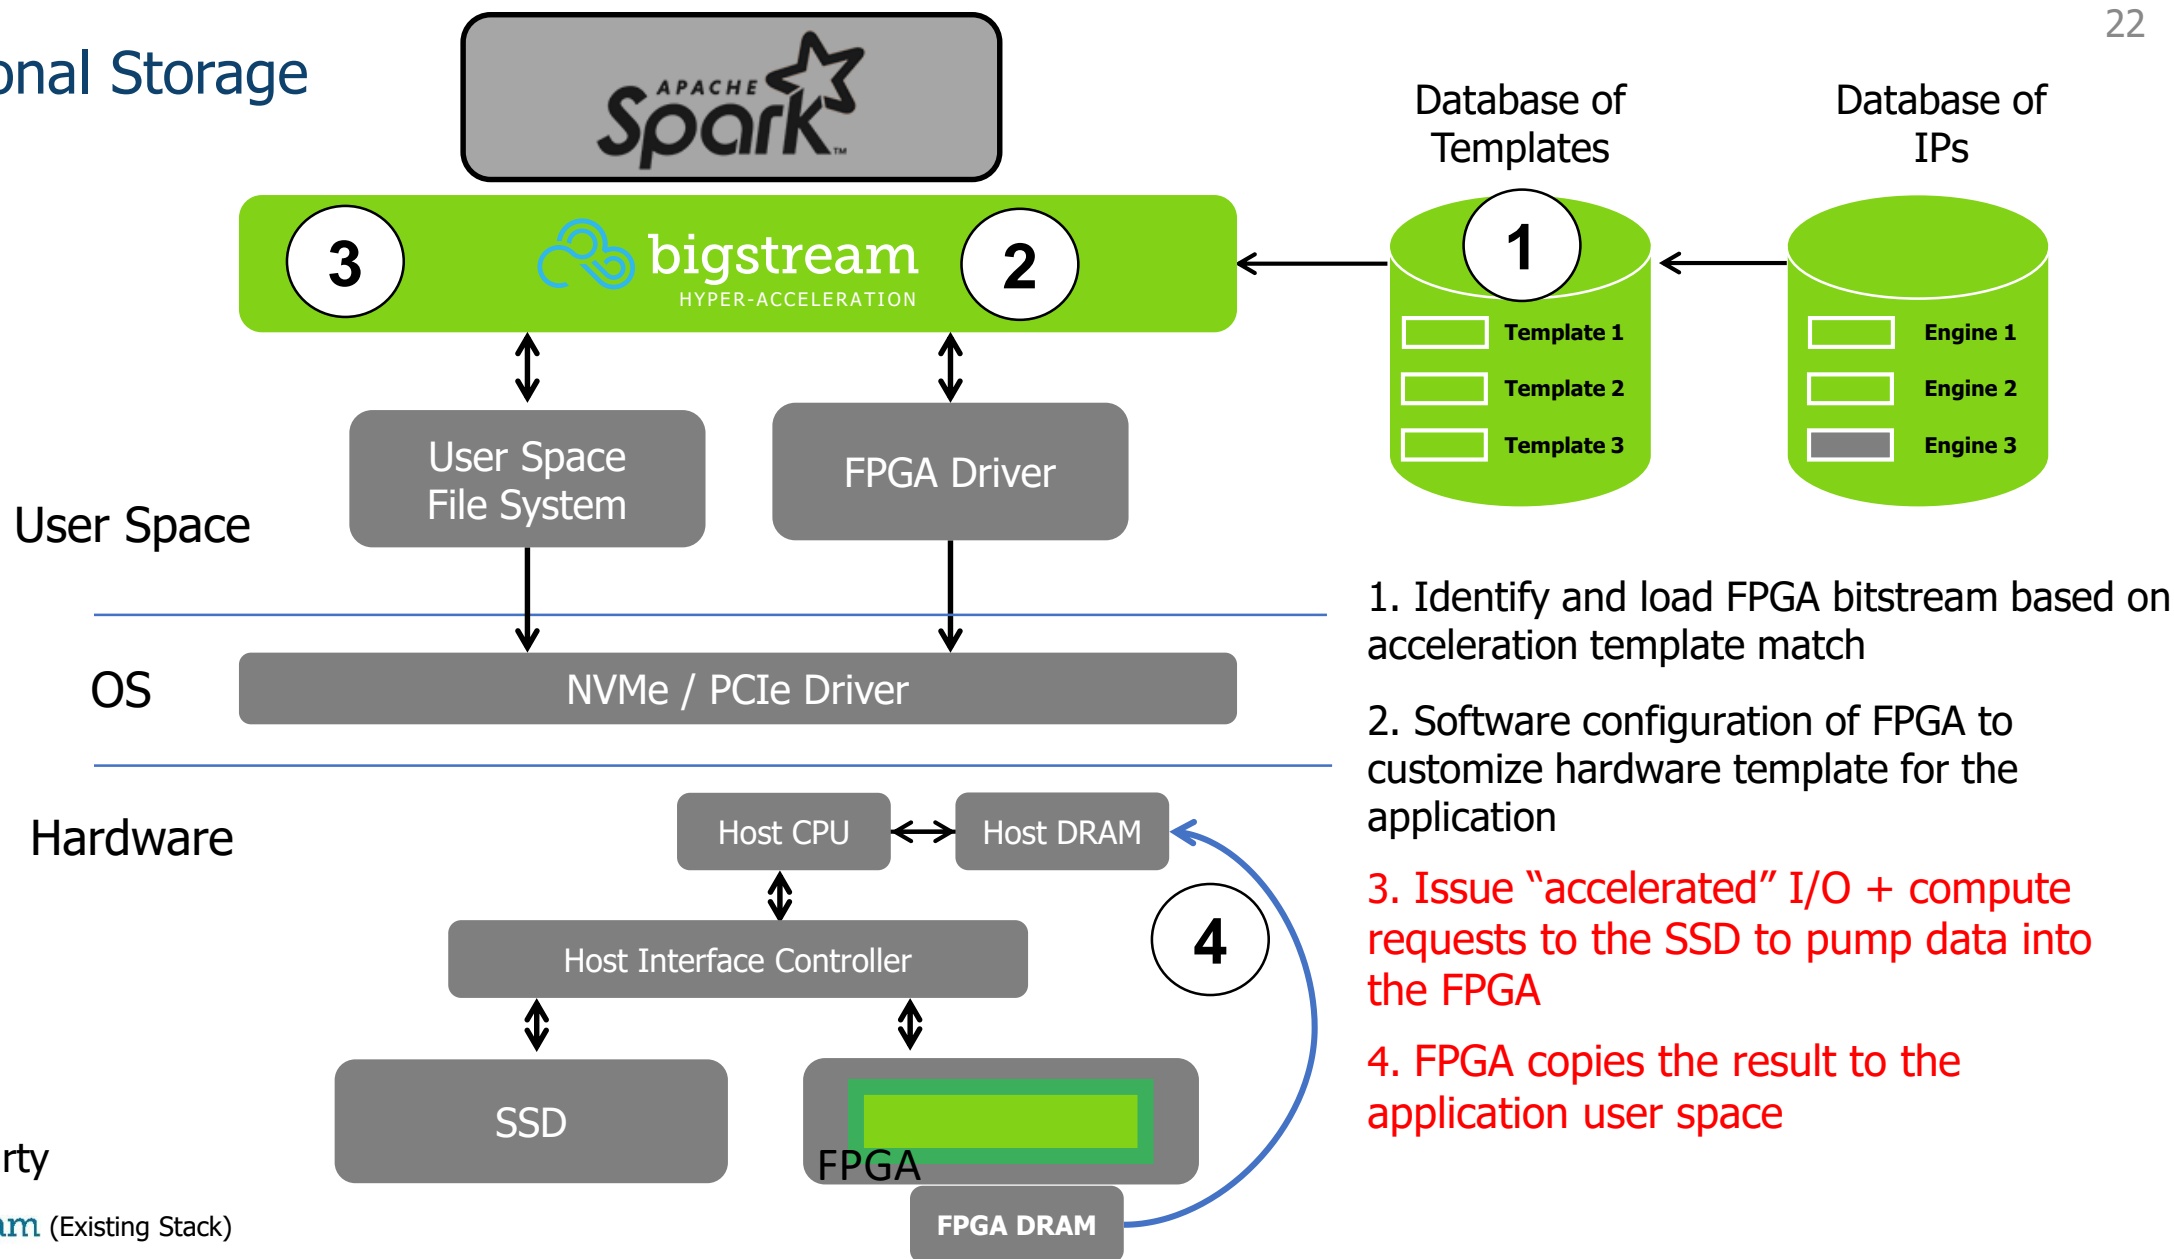 22
onal Storage
APACHE
Spark™
Database of
Templates
Database of
IPs
3
bigstream
HYPER-ACCELERATION
2
1
Template 1
Template 2
Template 3
Engine 1
Engine 2
Engine 3
User Space
File System
FPGA Driver
User Space
OS
NVMe / PCIe Driver
Hardware
Host CPU
Host DRAM
Host Interface Controller
4
SSD
FPGA
FPGA DRAM
1. Identify and load FPGA bitstream based on
acceleration template match
2. Software configuration of FPGA to
customize hardware template for the
application
3. Issue “accelerated” I/O + compute
requests to the SSD to pump data into
the FPGA
4. FPGA copies the result to the
application user space
rty
am (Existing Stack)